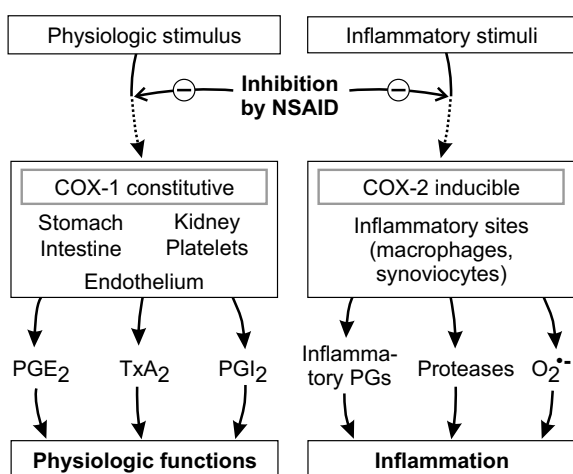 Physiologic stimulus
Inflammatory stimuli
Inhibition
by NSAID
COX-1 constitutive
Stomach Kidney
Intestine Platelets
Endothelium
COX-2 inducible
Inflammatory sites
(macrophages,
synoviocytes)
PGE2
TxA2
PGI2
Inflamma-
tory PGs
Proteases
O2•-
Physiologic functions
Inflammation